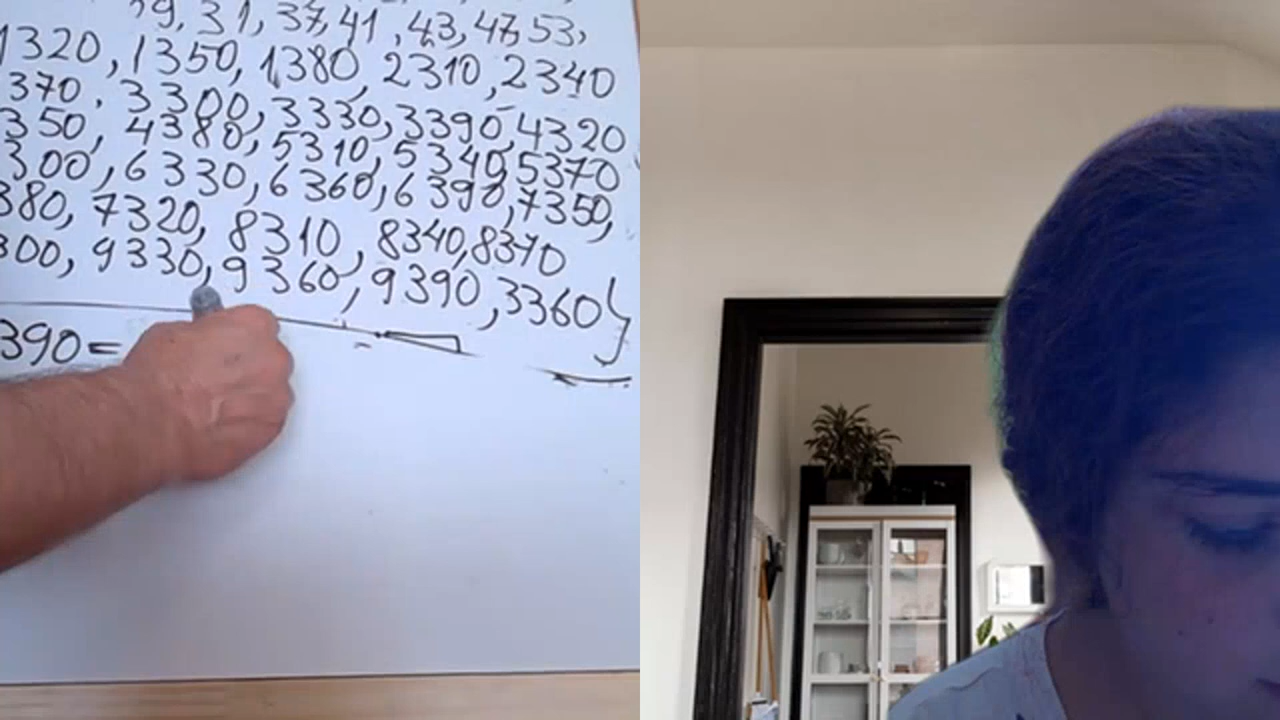 29, 31, 37, 41, 43, 47, 53,
1320, 1350, 1380, 2310, 2340
370, 3300, 3330, 3390, 4320
350, 4380, 5310, 5340, 5370
300, 6330, 6360, 6390, 7350,
380, 7320, 8310, 8340, 8370
300, 9330, 9360, 9390, 3360}
390=